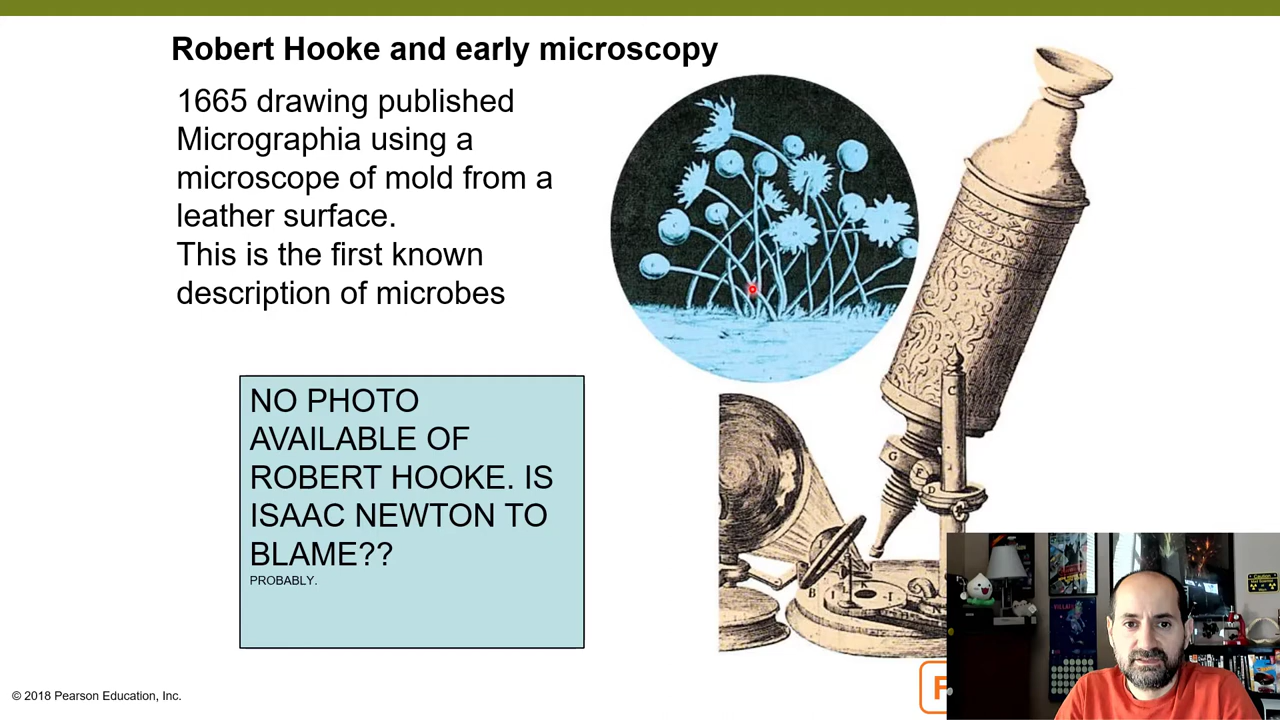 Robert Hooke and early microscopy
1665 drawing published
Micrographia using a
microscope of mold from a
leather surface.
This is the first known
description of microbes
NO PHOTO
AVAILABLE OF
ROBERT HOOKE. IS
ISAAC NEWTON TO
BLAME??
PROBABLY.
C
G
F
D
B
I
K
I
VILLAIN
Caution
F
© 2018 Pearson Education, Inc.